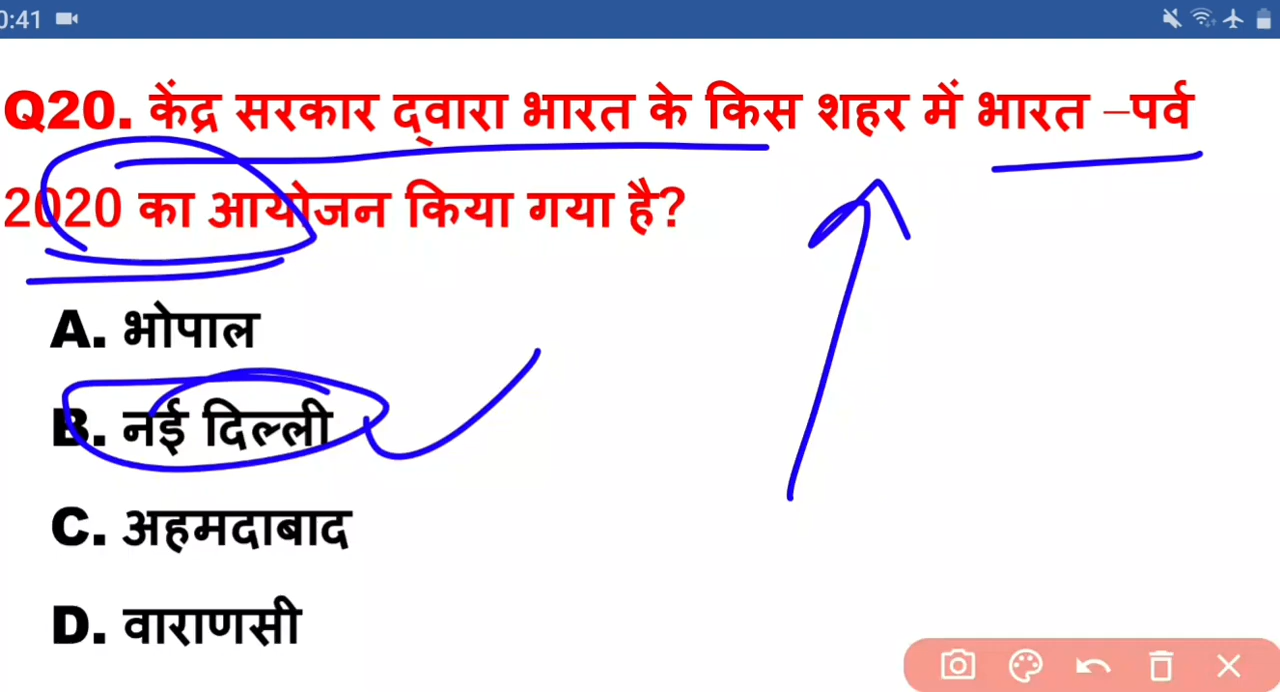 0:41
Q20. केंद्र सरकार द्वारा भारत के किस शहर में भारत –पर्व
2020 का आयोजन किया गया है?
A. भोपाल
B. नई दिल्ली
C. अहमदाबाद
D. वाराणसी